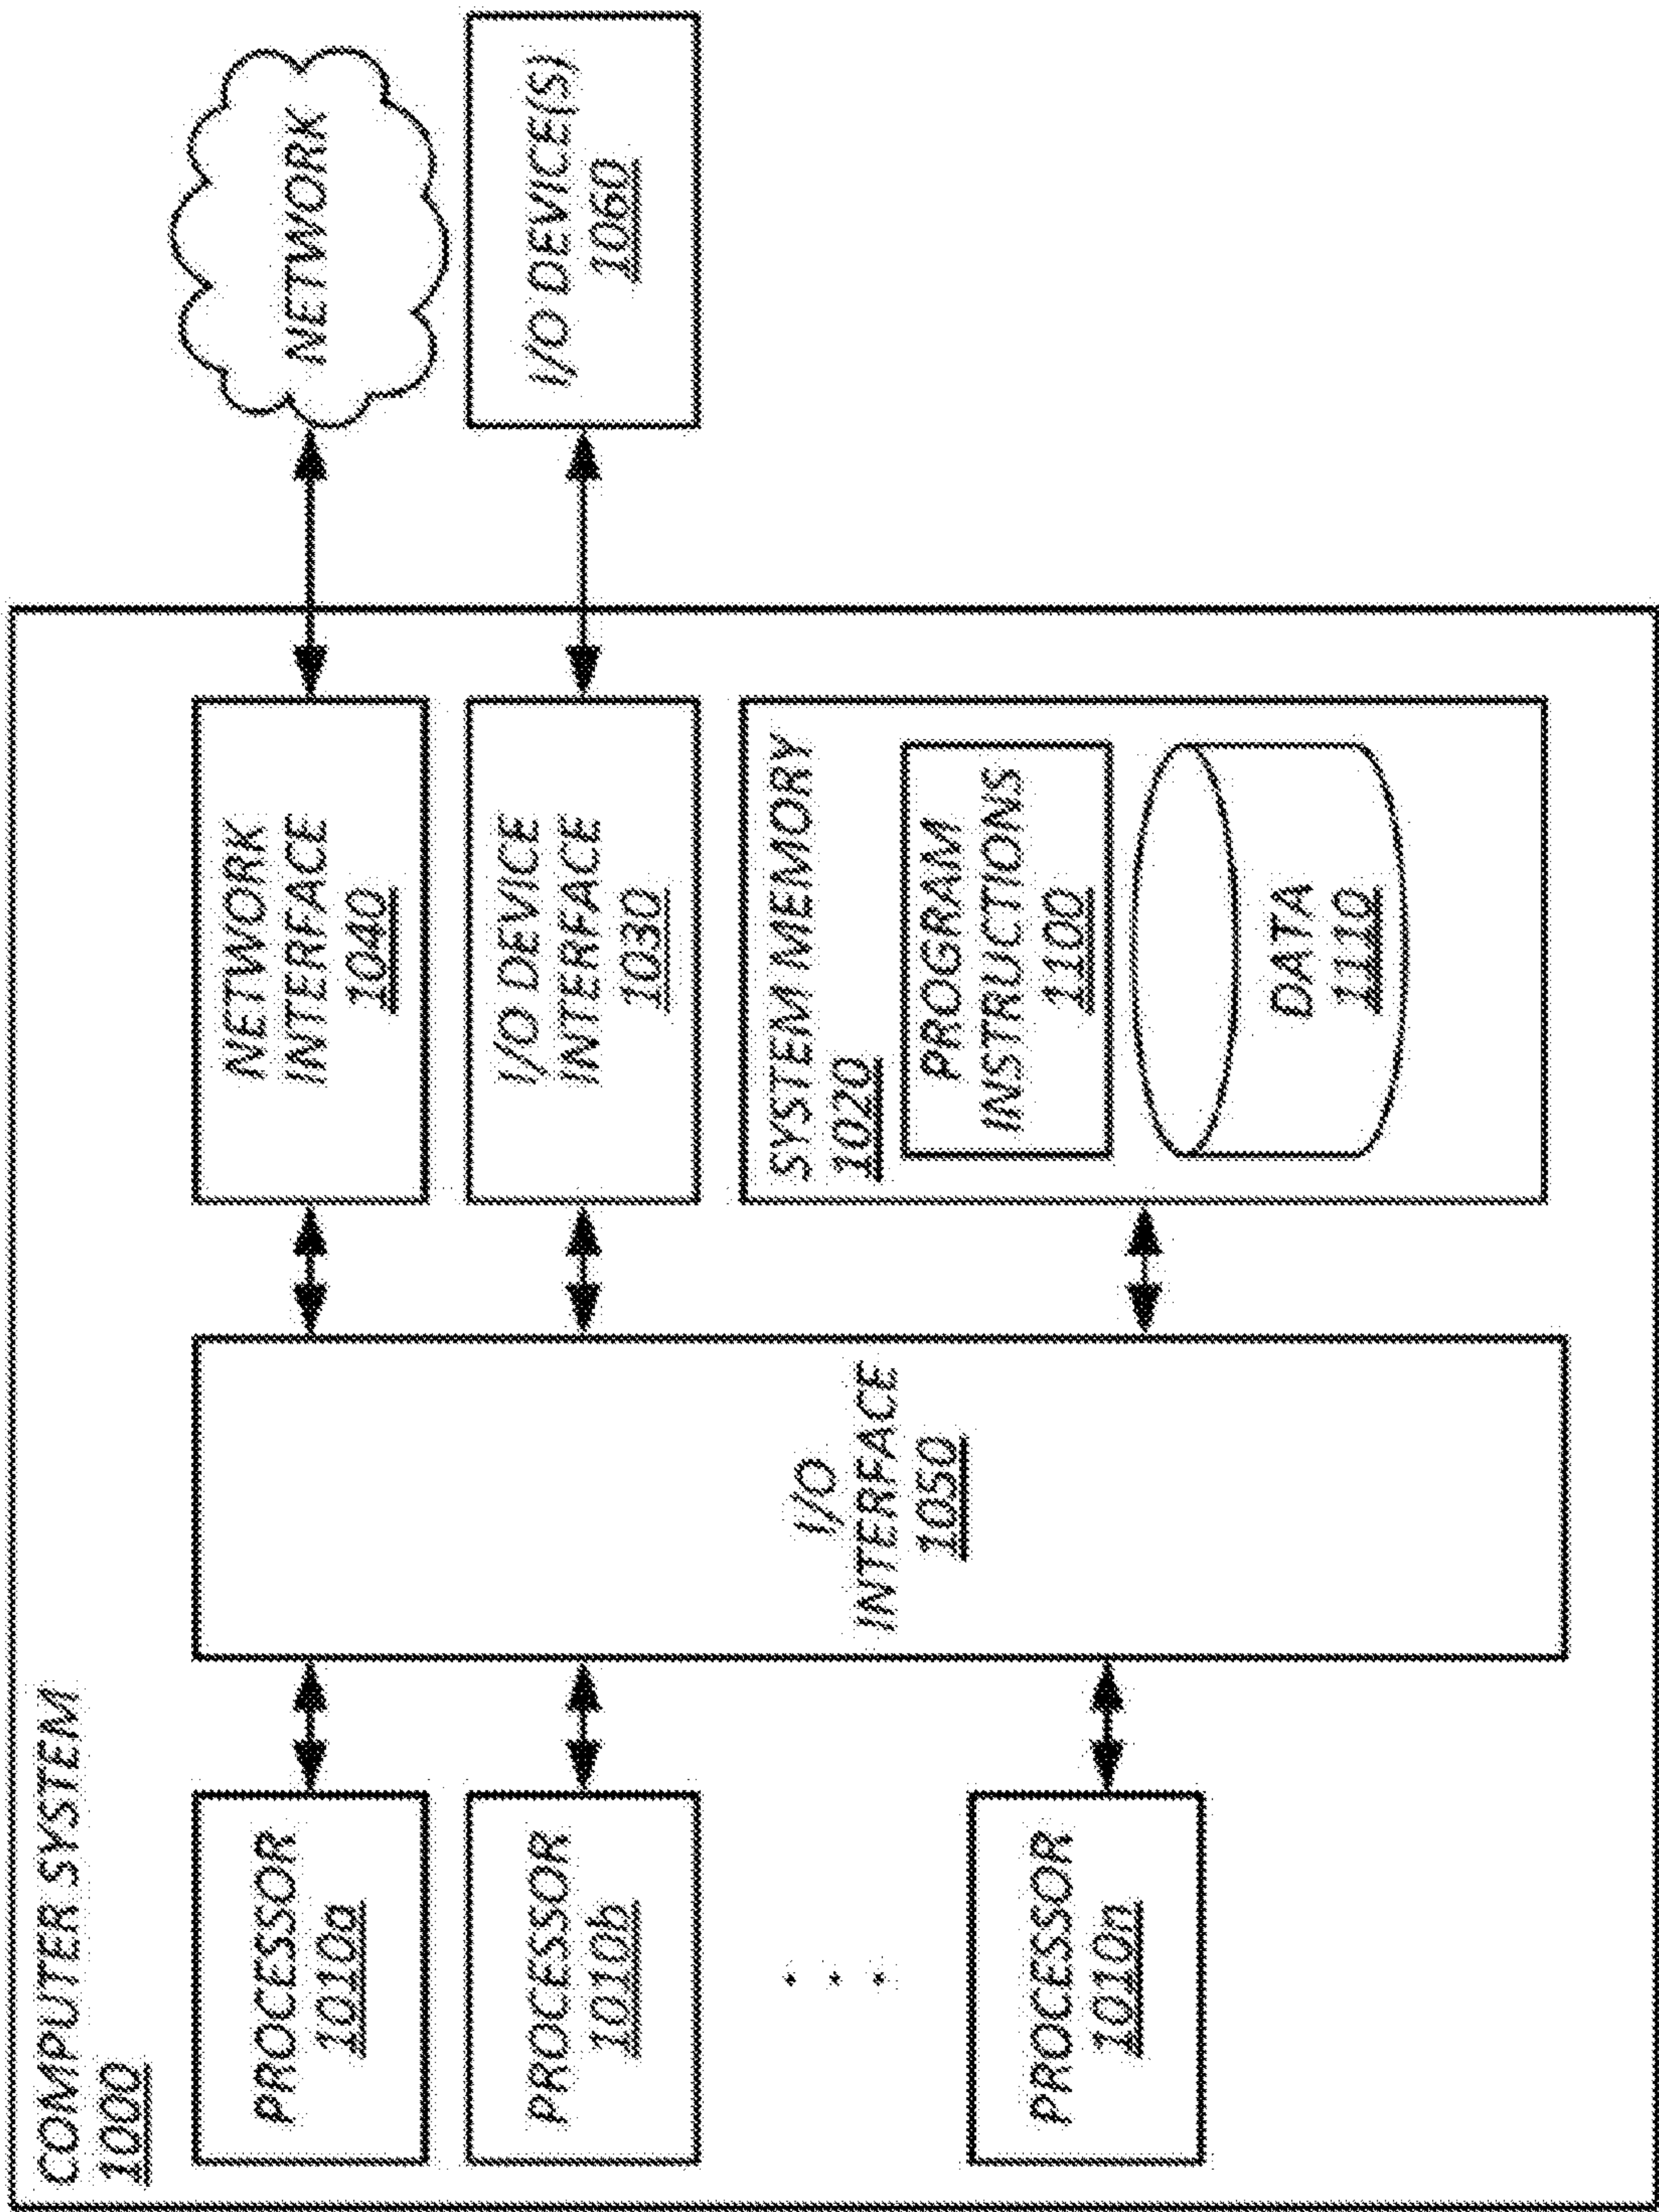 COMPUTER SYSTEM
1000
PROCESSOR
1010a
PROCESSOR
1010b
. . .
PROCESSOR
1010n
I/O
INTERFACE
1050
NETWORK
INTERFACE
1040
I/O DEVICE
INTERFACE
1030
SYSTEM MEMORY
1020
PROGRAM
INSTRUCTIONS
1100
DATA
1110
NETWORK
I/O DEVICE(S)
1060